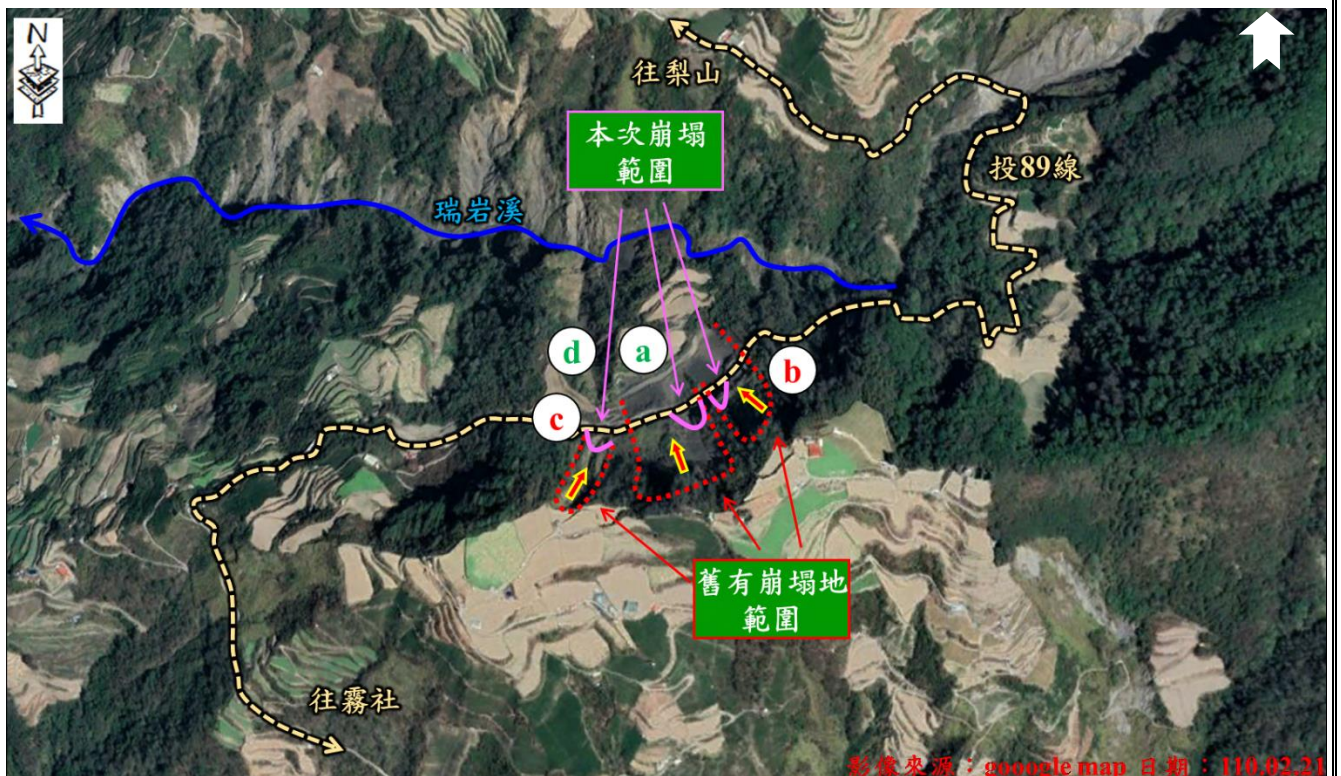 N
往梨山
本次崩塌
範圍
投89線
瑞岩溪
d
a
b
c
舊有崩塌地
範圍
往霧社
影像來源：gooogle map 日期：110.02.21